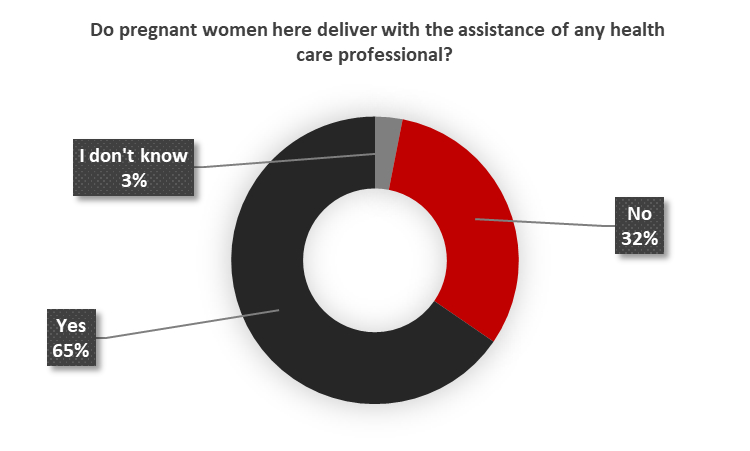 Do pregnant women here deliver with the assistance of any health
care professional?
I don't know
3%
No
32%
Yes
65%